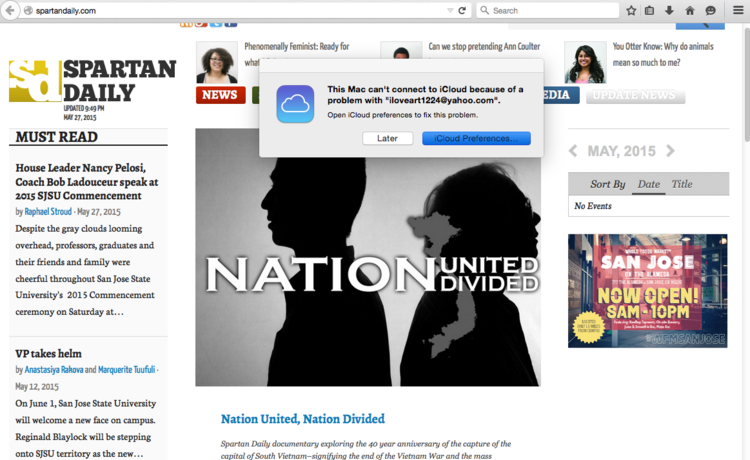 spartandaily.com
Search
Phenomenally Feminist: Ready for
Can we stop pretending Ann Coulter
You Otter Know: Why do animals
mean so much to me?
SPARTAN
DAILY
UPDATED 9:49 PM
MAY 27, 2015
NEWS
UPDATE NEWS
This Mac can't connect to iCloud because of a
problem with "iloveart1224@yahoo.com".
Open iCloud preferences to fix this problem.
Later
iCloud Preferences...
MUST READ
House Leader Nancy Pelosi,
Coach Bob Ladouceur speak at
2015 SJSU Commencement
by Raphael Stroud - May 27, 2015
Despite the gray clouds looming
overhead, professors, graduates and
their friends and family were
cheerful throughout San Jose State
University's 2015 Commencement
ceremony on Saturday at...
VP takes helm
by Anastasiya Rakova and Marquerite Tuufuli -
May 12, 2015
On June 1, San Jose State University
will welcome a new face on campus.
Reginald Blaylock will be stepping
onto SJSU territory as the new...
NATION UNITED
DIVIDED
Nation United, Nation Divided
Spartan Daily documentary exploring the 40 year anniversary of the capture of the
capital of South Vietnam–signifying the end of the Vietnam War and the mass
MAY, 2015
Sort By Date Title
No Events
SAN JOSE
ON THE ALAMEDA
NOW OPEN!
8AM-10PM
#WFMSANJOSE